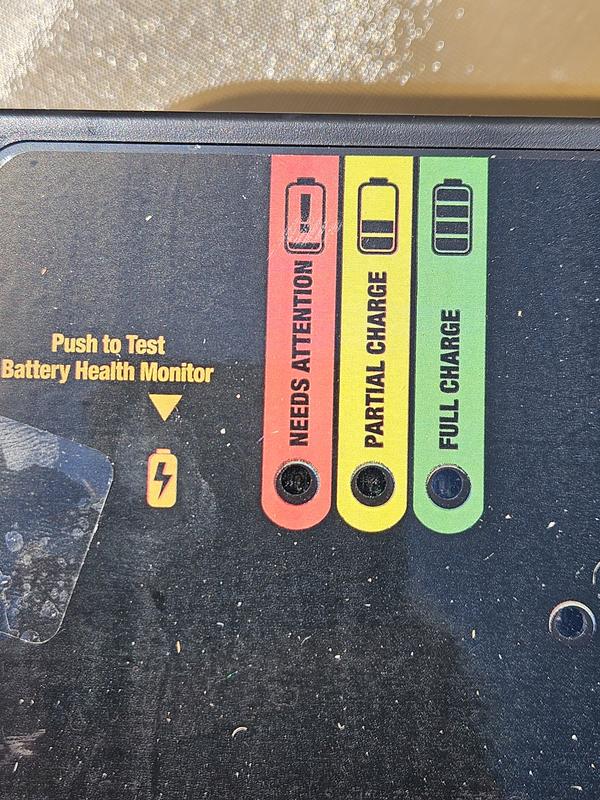 Push to Test
Battery Health Monitor
NEEDS ATTENTION
PARTIAL CHARGE
FULL CHARGE